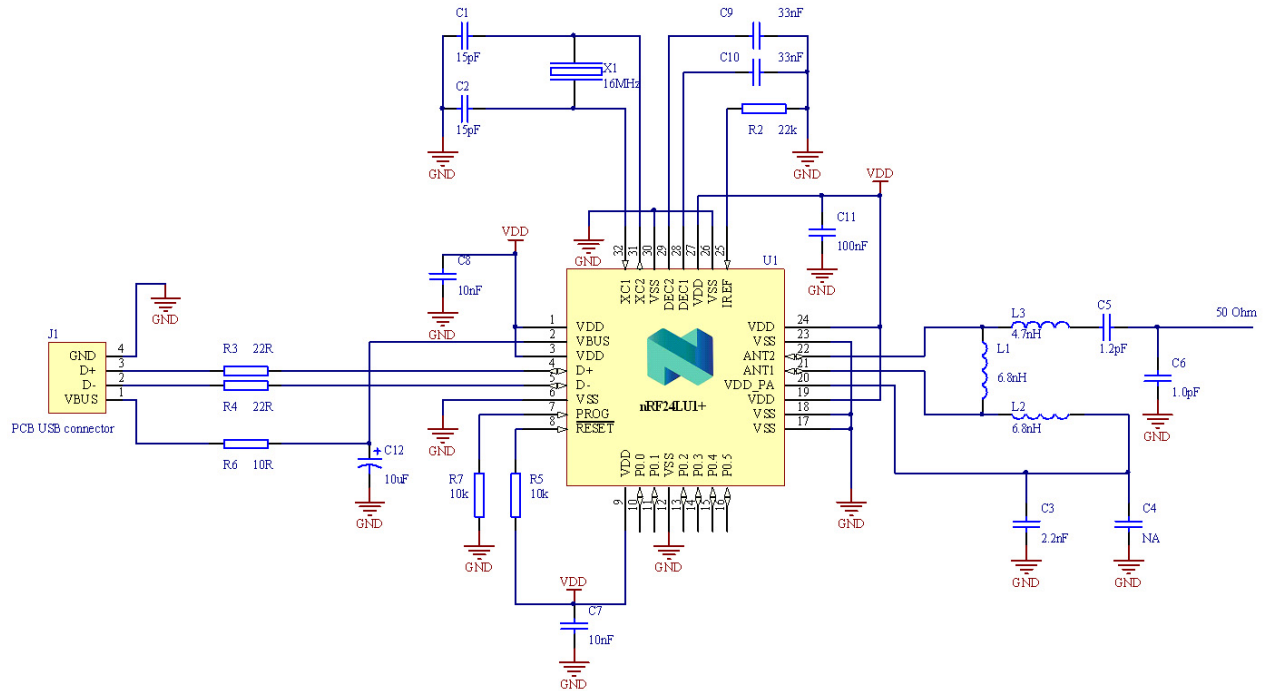 C1
15pF
C2
15pF
GND
X1
16MHz
C9
33nF
C10
33nF
R2
22k
GND
VDD
C11
100nF
GND
VDD
C8
10nF
GND
GND
U1
32
31
30
29
28
27
26
25
XC1
XC2
VSS
DEC2
DEC1
VDD
VSS
IREF
J1
GND 4
D+ 3
D- 2
VBUS 1
PCB USB connector
GND
R3 22R
R4 22R
R6 10R
C12
+
10uF
GND
GND
1 VDD
2 VBUS
3 VDD
4 D+
5 D-
6 VSS
7 PROG
8 RESET
nRF24LU1+
VDD 24
VSS 23
ANT2 22
ANT1 21
VDD_PA 20
VDD 19
VSS 18
VSS 17
VDD
P0.0
P0.1
VSS
P0.2
P0.3
P0.4
P0.5
9
10
11
12
13
14
15
16
R7
10k
GND
R5
10k
GND
VDD
C7
10nF
GND
GND
L3
4.7nH
C5
1.2pF
50 Ohm
L1
6.8nH
C6
1.0pF
GND
L2
6.8nH
C3
2.2nF
GND
C4
NA
GND